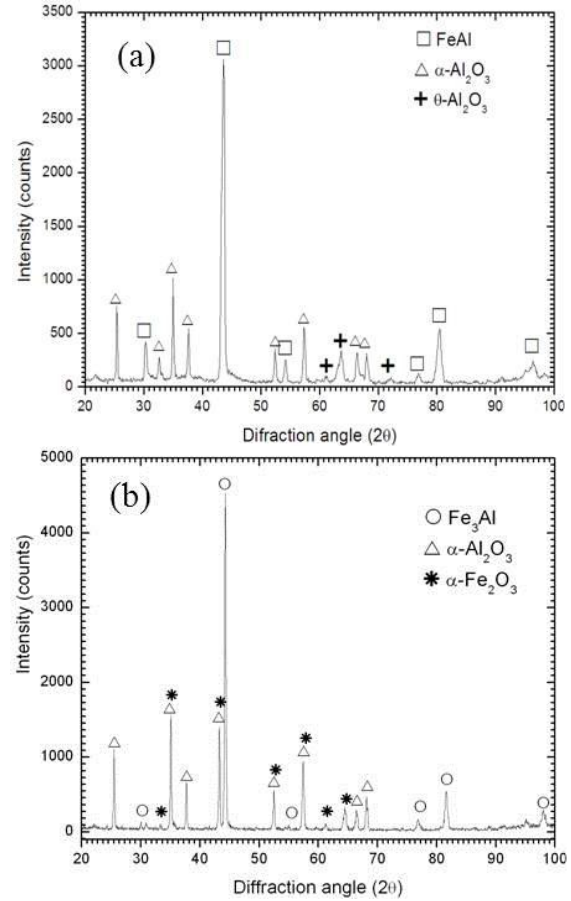 (a)
□ FeAl
△ α-Al₂O₃
+ θ-Al₂O₃
Intensity (counts)
3500
3000
2500
2000
1500
1000
500
0
20 30 40 50 60 70 80 90 100
Difraction angle (2θ)
(b)
○ Fe₃Al
△ α-Al₂O₃
* α-Fe₂O₃
Intensity (counts)
5000
4000
3000
2000
1000
0
20 30 40 50 60 70 80 90 100
Diffraction angle (2θ)